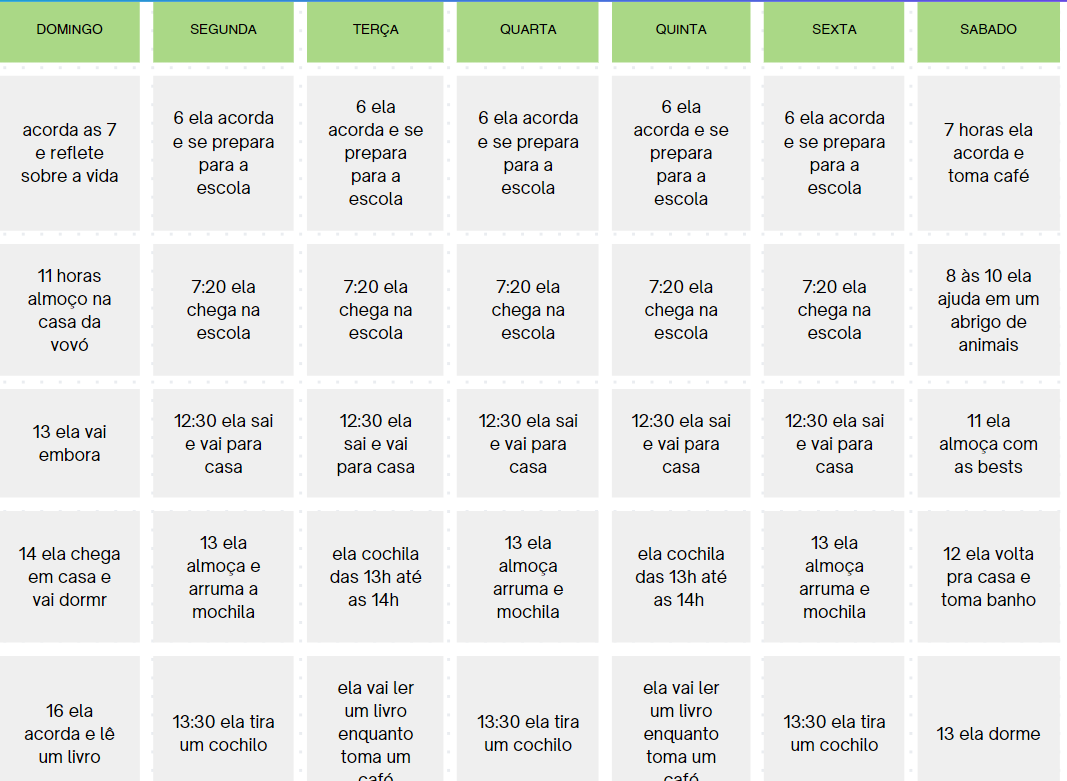 DOMINGO SEGUNDA TERÇA QUARTA QUINTA SEXTA SABADO
acorda as 7
e reflete
sobre a vida
6 ela acorda
e se prepara
para a
escola
6 ela
acorda e se
prepara
para a
escola
6 ela acorda
e se prepara
para a
escola
6 ela
acorda e se
prepara
para a
escola
6 ela acorda
e se prepara
para a
escola
7 horas ela
acorda e
toma café
11 horas
almoço na
casa da
vovó
7:20 ela
chega na
escola
7:20 ela
chega na
escola
7:20 ela
chega na
escola
7:20 ela
chega na
escola
7:20 ela
chega na
escola
8 às 10 ela
ajuda em um
abrigo de
animais
13 ela vai
embora
12:30 ela sai
e vai para
casa
12:30 ela
sai e vai
para casa
12:30 ela sai
e vai para
casa
12:30 ela sai
e vai para
casa
12:30 ela sai
e vai para
casa
11 ela
almoça com
as bests
14 ela chega
em casa e
vai dormr
13 ela
almoça e
arruma a
mochila
ela cochila
das 13h até
as 14h
13 ela
almoça
arruma e
mochila
ela cochila
das 13h até
as 14h
13 ela
almoça
arruma e
mochila
12 ela volta
pra casa e
toma banho
16 ela
acorda e lê
um livro
13:30 ela tira
um cochilo
ela vai ler
um livro
enquanto
toma um
café
13:30 ela tira
um cochilo
ela vai ler
um livro
enquanto
toma um
café
13:30 ela tira
um cochilo
13 ela dorme